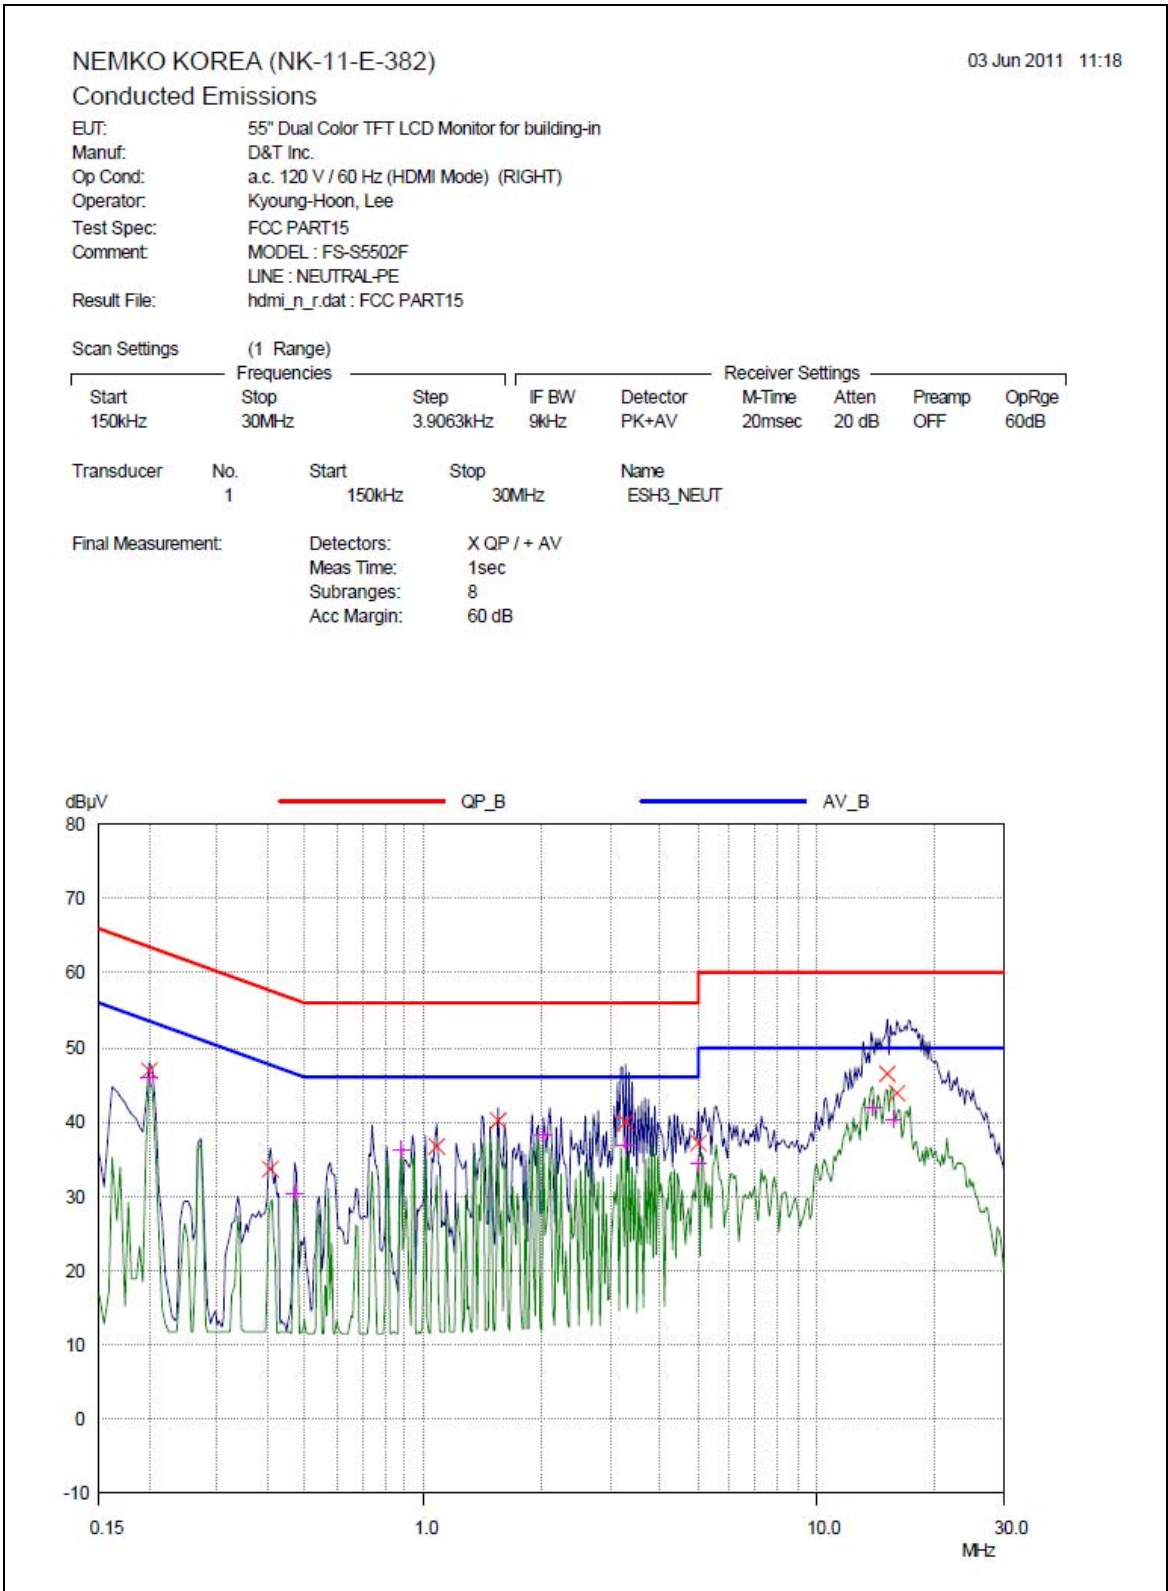 NEMKO KOREA (NK-11-E-382) 03 Jun 2011 11:18
Conducted Emissions
EUT: 55" Dual Color TFT LCD Monitor for building-in
Manuf: D&T Inc.
Op Cond: a.c. 120 V / 60 Hz (HDMI Mode) (RIGHT)
Operator: Kyoung-Hoon, Lee
Test Spec: FCC PART15
Comment: MODEL : FS-S5502F
LINE : NEUTRAL-PE
Result File: hdmi_n_r.dat : FCC PART15
Scan Settings (1 Range)
Frequencies Receiver Settings
Start Stop Step IF BW Detector M-Time Atten Preamp OpRge
150kHz 30MHz 3.9063kHz 9kHz PK+AV 20msec 20 dB OFF 60dB
Transducer No. Start Stop Name
1 150kHz 30MHz ESH3_NEUT
Final Measurement: Detectors: X QP / + AV
Meas Time: 1sec
Subranges: 8
Acc Margin: 60 dB
dBµV QP_B AV_B
80
70
60
50
40
30
20
10
0
-10
0.15 1.0 10.0 30.0
MHz